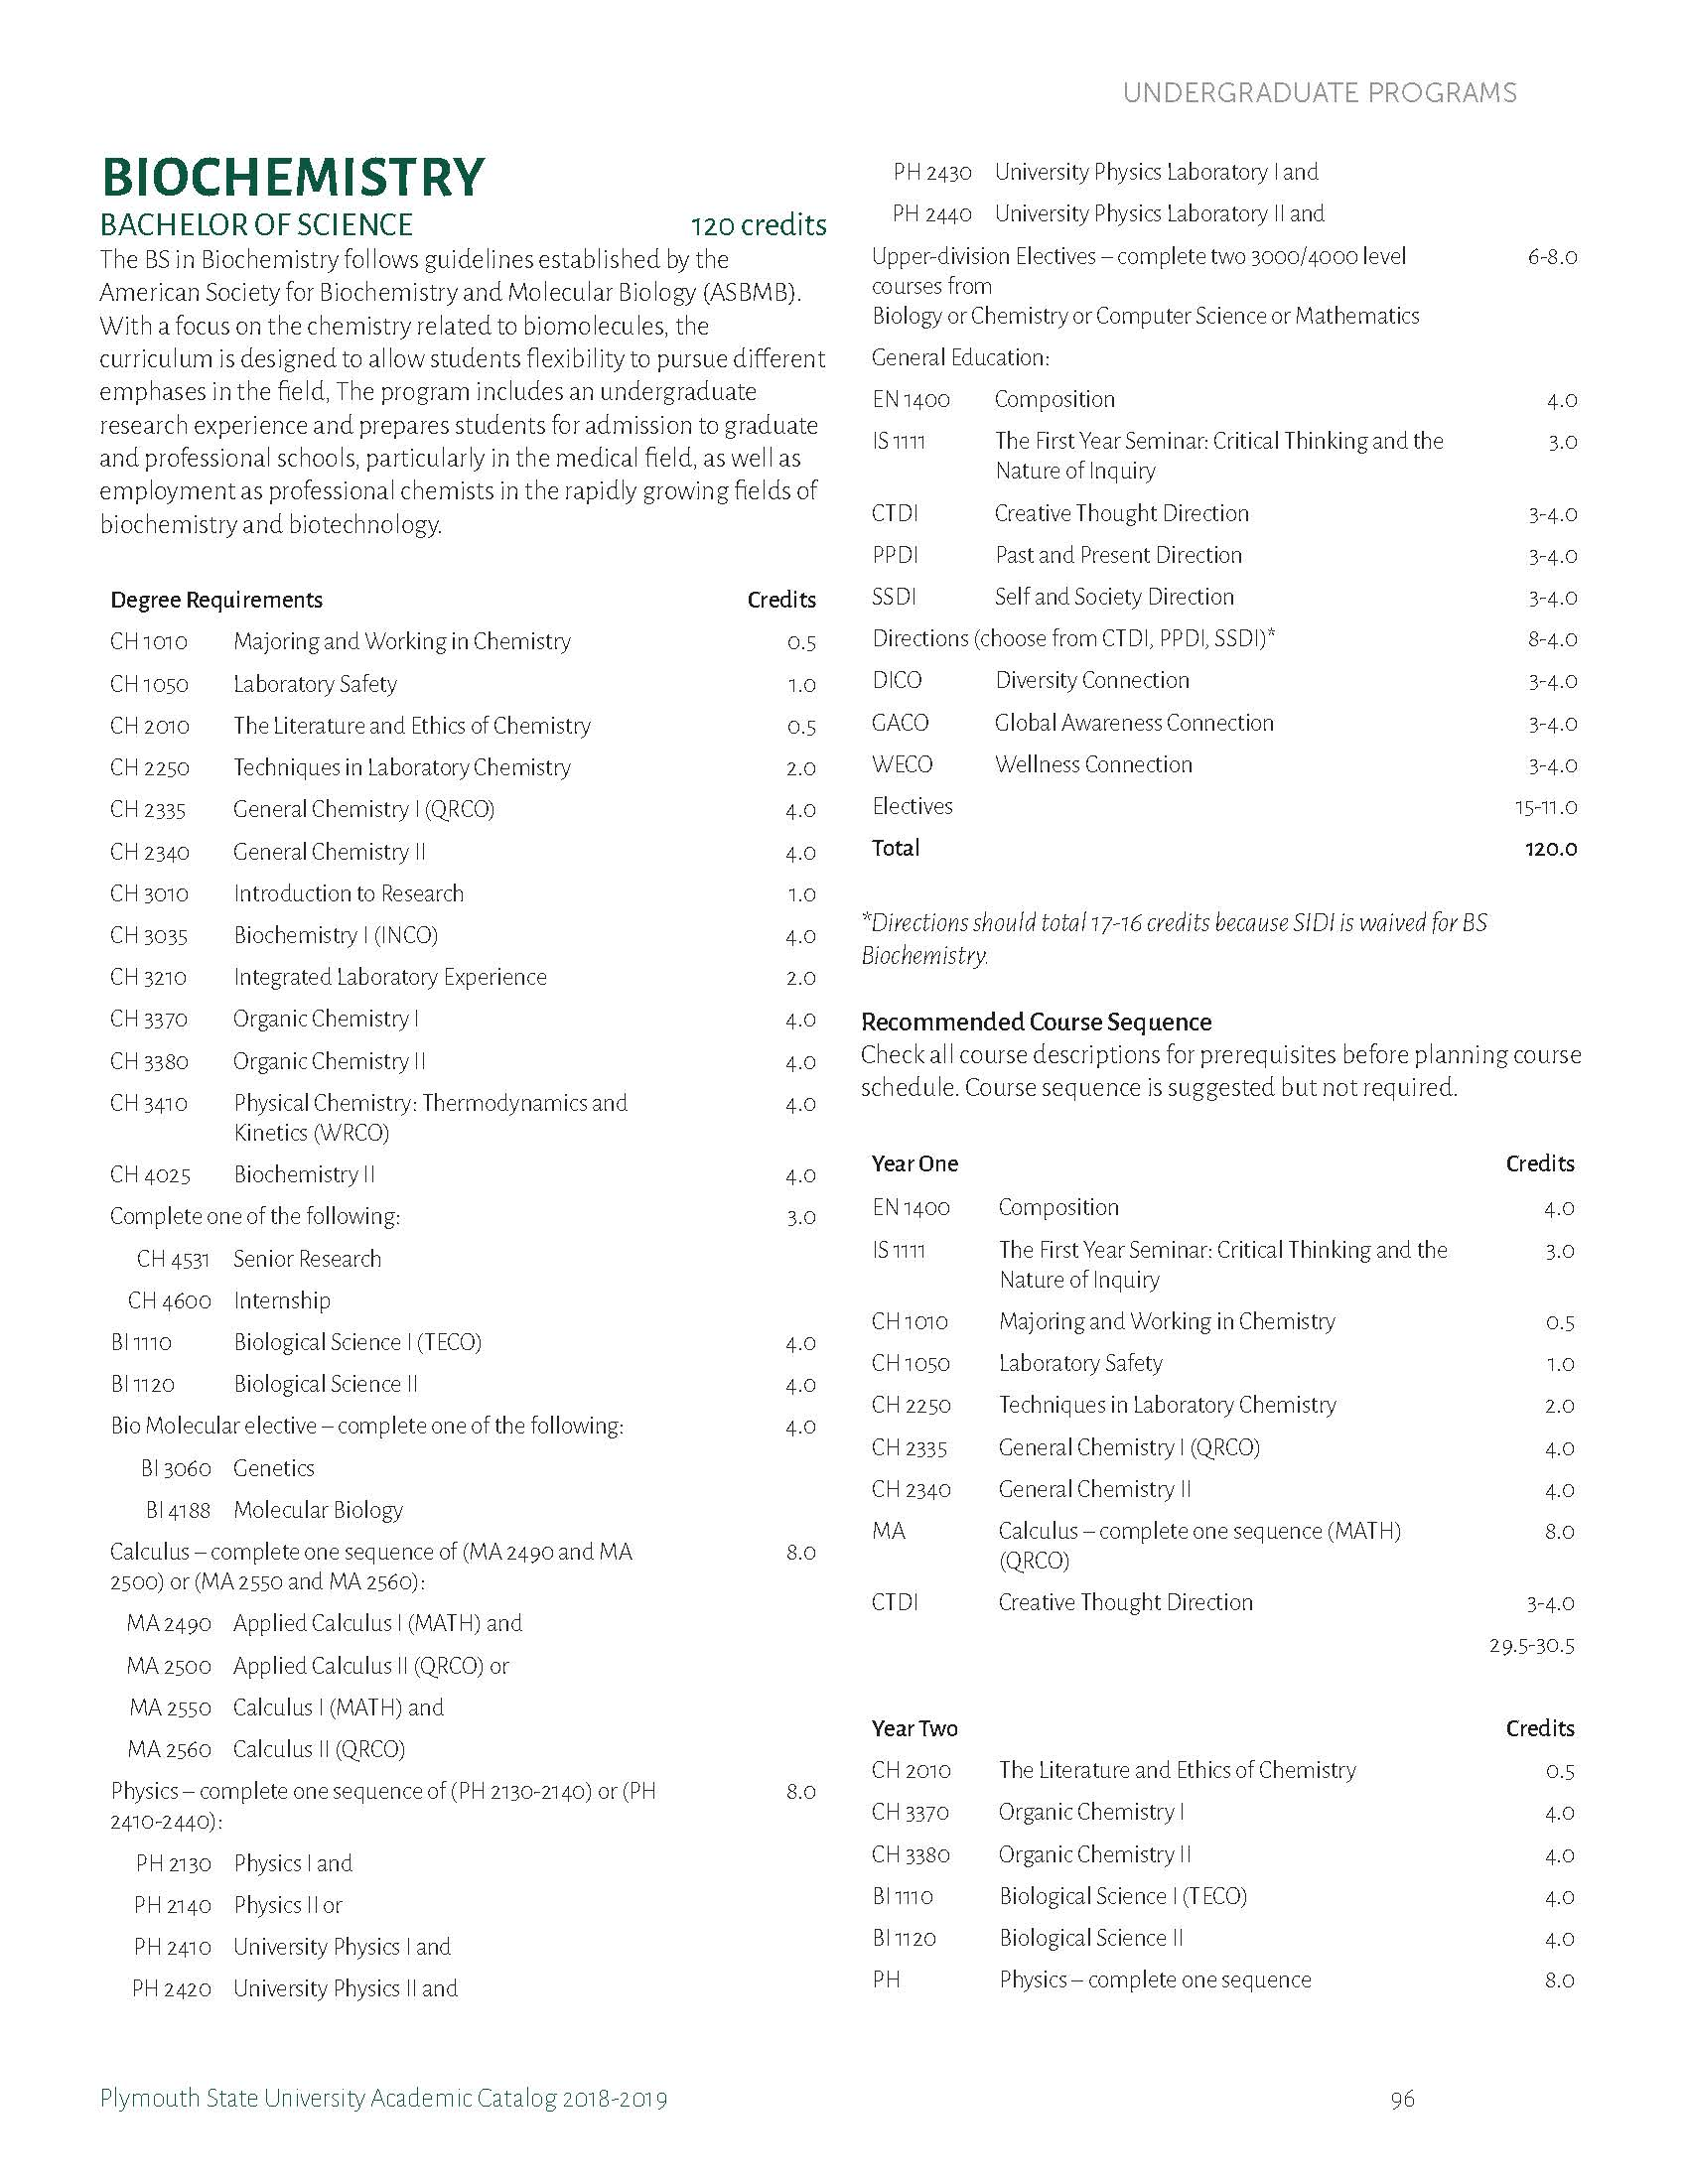 UNDERGRADUATE PROGRAMS
BIOCHEMISTRY
BACHELOR OF SCIENCE 120 credits
The BS in Biochemistry follows guidelines established by the
American Society for Biochemistry and Molecular Biology (ASBMB).
With a focus on the chemistry related to biomolecules, the
curriculum is designed to allow students flexibility to pursue different
emphases in the field, The program includes an undergraduate
research experience and prepares students for admission to graduate
and professional schools, particularly in the medical field, as well as
employment as professional chemists in the rapidly growing fields of
biochemistry and biotechnology.
Degree Requirements Credits
CH 1010 Majoring and Working in Chemistry 0.5
CH 1050 Laboratory Safety 1.0
CH 2010 The Literature and Ethics of Chemistry 0.5
CH 2250 Techniques in Laboratory Chemistry 2.0
CH 2335 General Chemistry I (QRCO) 4.0
CH 2340 General Chemistry II 4.0
CH 3010 Introduction to Research 1.0
CH 3035 Biochemistry I (INCO) 4.0
CH 3210 Integrated Laboratory Experience 2.0
CH 3370 Organic Chemistry I 4.0
CH 3380 Organic Chemistry II 4.0
CH 3410 Physical Chemistry: Thermodynamics and 4.0
Kinetics (WRCO)
CH 4025 Biochemistry II 4.0
Complete one of the following: 3.0
CH 4531 Senior Research
CH 4600 Internship
BI 1110 Biological Science I (TECO) 4.0
BI 1120 Biological Science II 4.0
Bio Molecular elective – complete one of the following: 4.0
BI 3060 Genetics
BI 4188 Molecular Biology
Calculus – complete one sequence of (MA 2490 and MA 8.0
2500) or (MA 2550 and MA 2560):
MA 2490 Applied Calculus I (MATH) and
MA 2500 Applied Calculus II (QRCO) or
MA 2550 Calculus I (MATH) and
MA 2560 Calculus II (QRCO)
Physics – complete one sequence of (PH 2130-2140) or (PH 8.0
2410-2440):
PH 2130 Physics I and
PH 2140 Physics II or
PH 2410 University Physics I and
PH 2420 University Physics II and
PH 2430 University Physics Laboratory I and
PH 2440 University Physics Laboratory II and
Upper-division Electives – complete two 3000/4000 level 6-8.0
courses from
Biology or Chemistry or Computer Science or Mathematics
General Education:
EN 1400 Composition 4.0
IS 1111 The First Year Seminar: Critical Thinking and the 3.0
Nature of Inquiry
CTDI Creative Thought Direction 3-4.0
PPDI Past and Present Direction 3-4.0
SSDI Self and Society Direction 3-4.0
Directions (choose from CTDI, PPDI, SSDI)* 8-4.0
DICO Diversity Connection 3-4.0
GACO Global Awareness Connection 3-4.0
WECO Wellness Connection 3-4.0
Electives 15-11.0
Total 120.0
*Directions should total 17-16 credits because SIDI is waived for BS
Biochemistry.
Recommended Course Sequence
Check all course descriptions for prerequisites before planning course
schedule. Course sequence is suggested but not required.
Year One Credits
EN 1400 Composition 4.0
IS 1111 The First Year Seminar: Critical Thinking and the 3.0
Nature of Inquiry
CH 1010 Majoring and Working in Chemistry 0.5
CH 1050 Laboratory Safety 1.0
CH 2250 Techniques in Laboratory Chemistry 2.0
CH 2335 General Chemistry I (QRCO) 4.0
CH 2340 General Chemistry II 4.0
MA Calculus – complete one sequence (MATH) 8.0
(QRCO)
CTDI Creative Thought Direction 3-4.0
29.5-30.5
Year Two Credits
CH 2010 The Literature and Ethics of Chemistry 0.5
CH 3370 Organic Chemistry I 4.0
CH 3380 Organic Chemistry II 4.0
BI 1110 Biological Science I (TECO) 4.0
BI 1120 Biological Science II 4.0
PH Physics – complete one sequence 8.0
Plymouth State University Academic Catalog 2018-2019 96